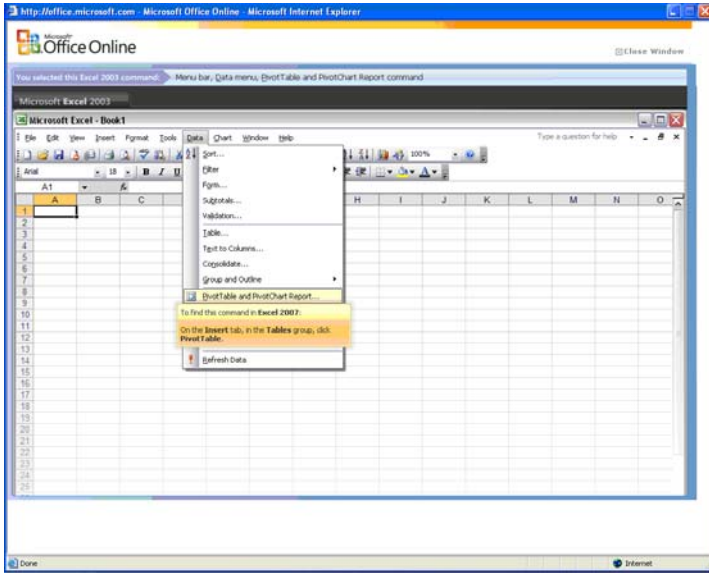 http://office.microsoft.com - Microsoft Office Online - Microsoft Internet Explorer
Microsoft
Office Online
Close Window
You selected this Excel 2003 command: Menu bar, Data menu, PivotTable and PivotChart Report command
Microsoft Excel 2003
Microsoft Excel - Book1
File Edit View Insert Format Tools Data Chart Window Help Type a question for help
100%
Arial 18 B I U
A1 fx
A B C H I J K L M N O
Sort...
Filter
Form...
Subtotals...
Validation...
Table...
Text to Columns...
Consolidate...
Group and Outline
PivotTable and PivotChart Report...
To find this command in Excel 2007:
On the Insert tab, in the Tables group, click
PivotTable.
Refresh Data
1
2
3
4
5
6
7
8
9
10
11
12
13
14
15
16
17
18
19
20
21
22
23
24
25
Done Internet